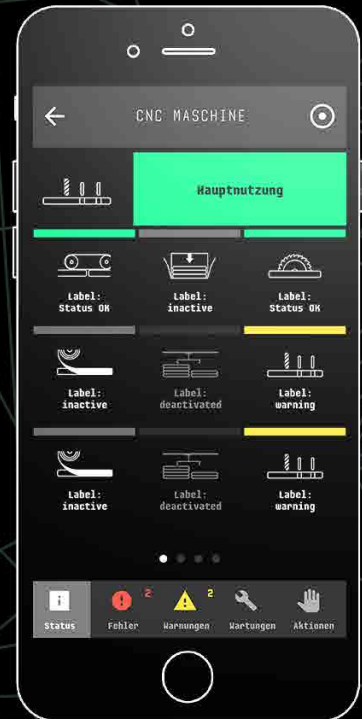 CNC MASCHINE
Hauptnutzung
Label:
Status OK
Label:
inactive
Label:
Status OK
Label:
inactive
Label:
deactivated
Label:
warning
Label:
inactive
Label:
deactivated
Label:
warning
2
2
Status
Fehler
Warnungen
Wartungen
Aktionen